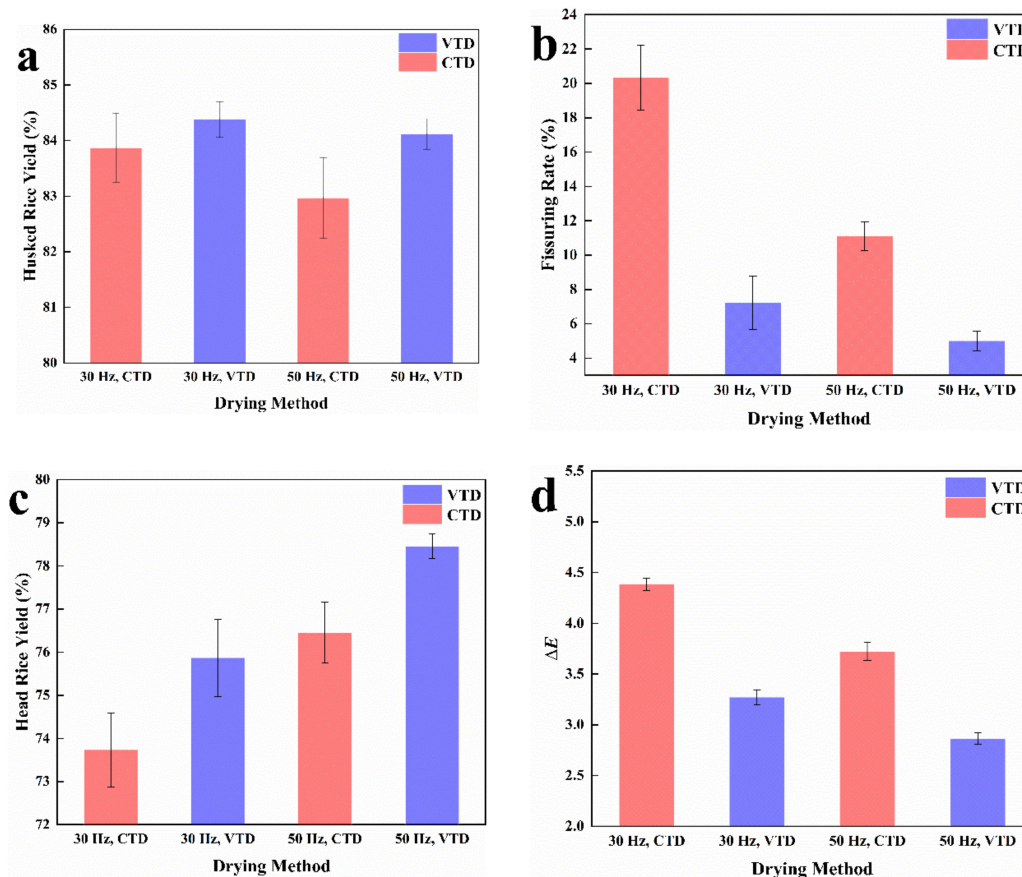 a
VTD
CTD
86
85
84
83
82
81
80
Husked Rice Yield (%)
30 Hz, CTD 30 Hz, VTD 50 Hz, CTD 50 Hz, VTD
Drying Method
b
VTD
CTD
24
22
20
18
16
14
12
10
8
6
4
Fissuring Rate (%)
30 Hz, CTD 30 Hz, VTD 50 Hz, CTD 50 Hz, VTD
Drying Method
c
VTD
CTD
80
79
78
77
76
75
74
73
72
Head Rice Yield (%)
30 Hz, CTD 30 Hz, VTD 50 Hz, CTD 50 Hz, VTD
Drying Method
d
VTD
CTD
5.5
5.0
4.5
4.0
3.5
3.0
2.5
2.0
ΔE
30 Hz, CTD 30 Hz, VTD 50 Hz, CTD 50 Hz, VTD
Drying Method